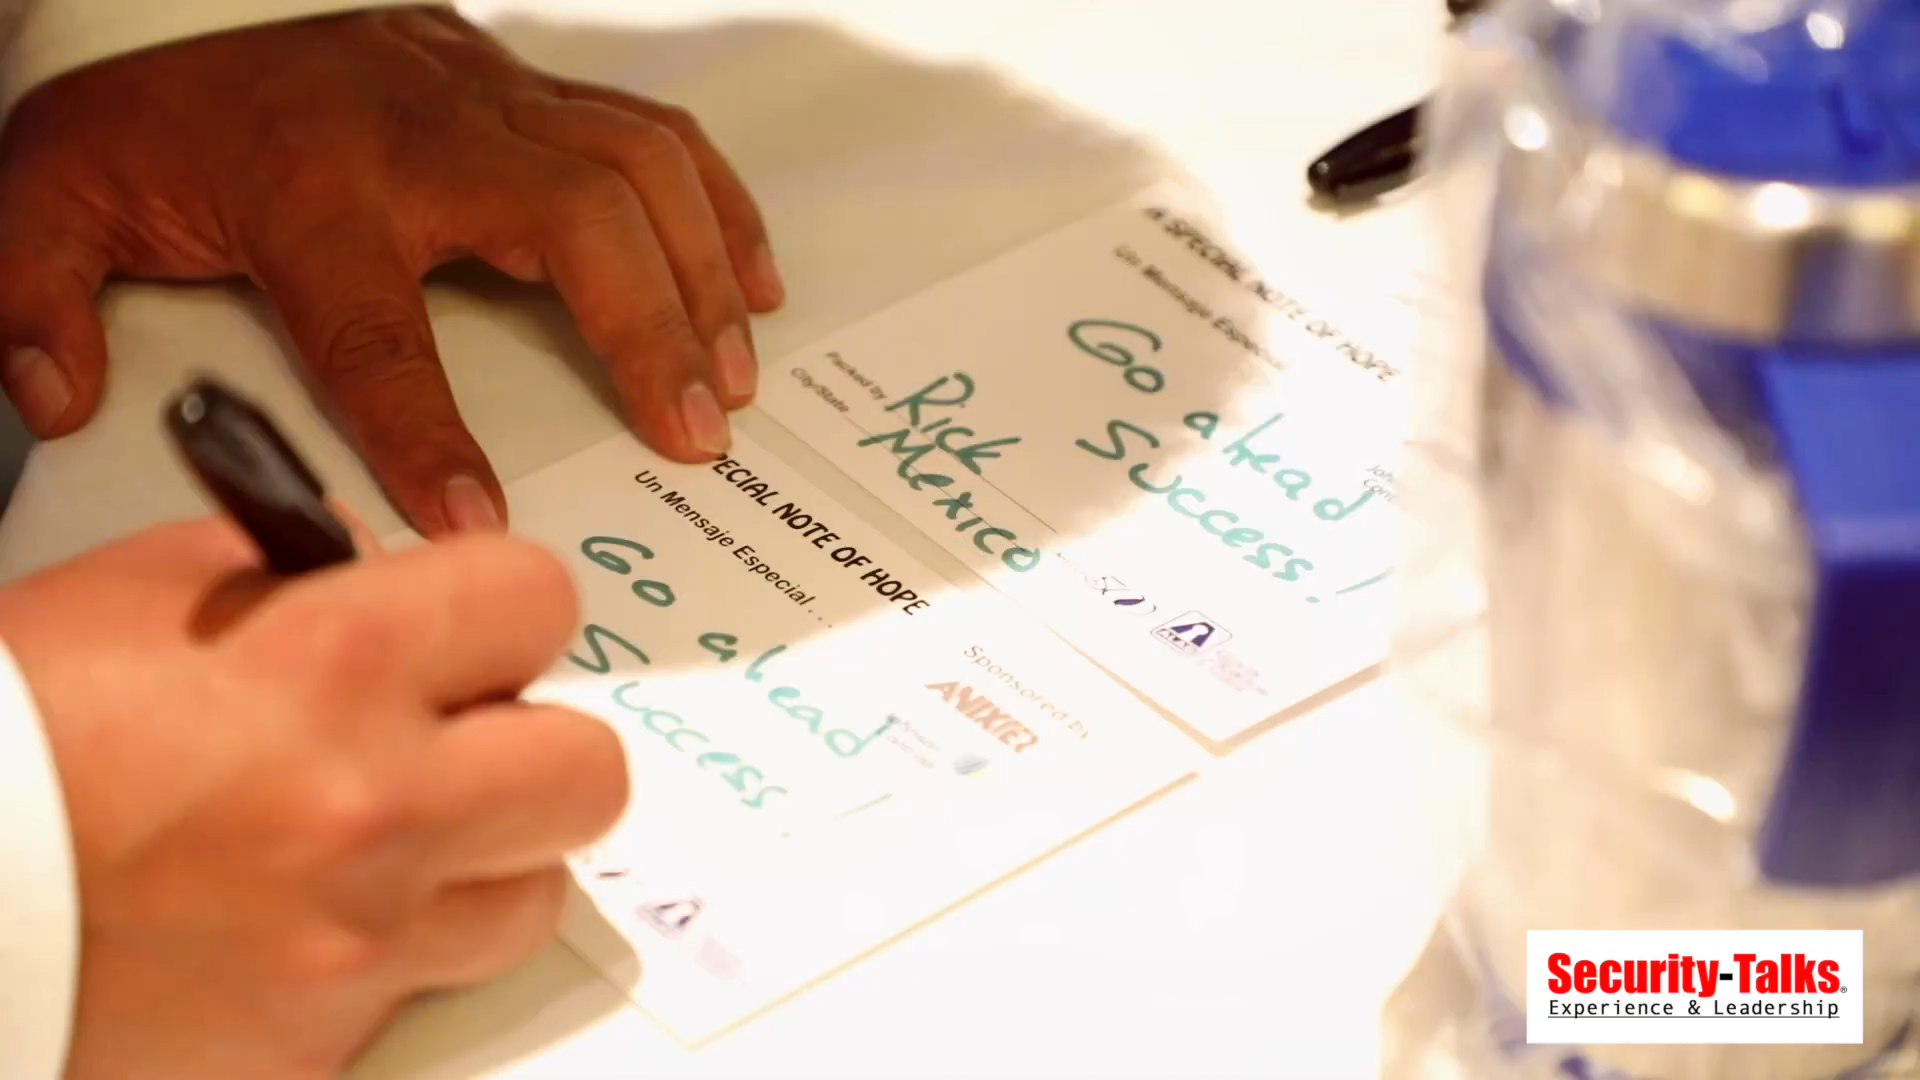 A SPECIAL NOTE OF HOPE
Un Mensaje Especial
Go ahead
Success!
Packed by Rick
City/State Mexico
PECIAL NOTE OF HOPE
Un Mensaje Especial ...
Go ahead
Success!
Sponsored by
ANIXTER
Security-Talks®
Experience & Leadership